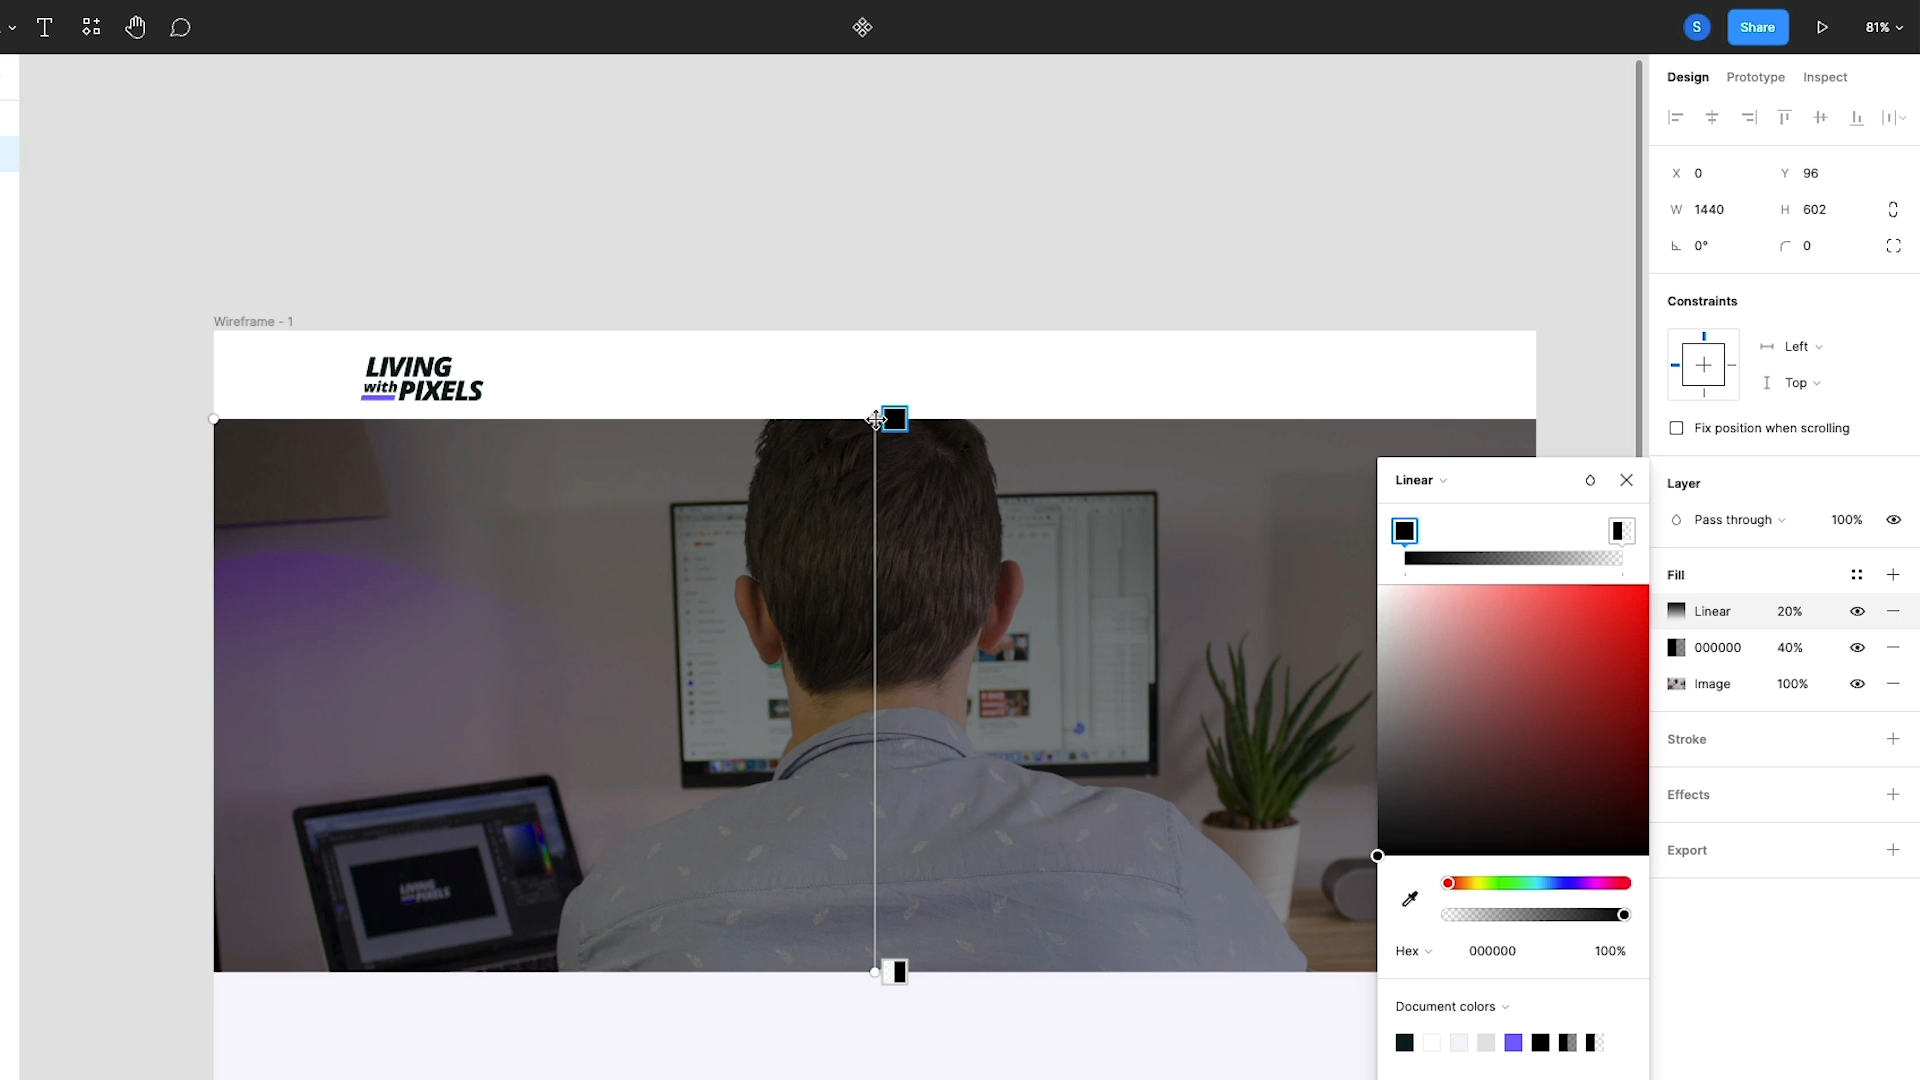 S
Share
81%
Design
Prototype
Inspect
X 0
Y 96
W 1440
H 602
0°
0
Constraints
Left
Top
Fix position when scrolling
Wireframe - 1
LIVING
with PIXELS
Linear
Layer
Pass through
100%
Fill
Linear
20%
000000
40%
Image
100%
Stroke
Effects
Export
Hex
000000
100%
Document colors
LIVING
PIXELS